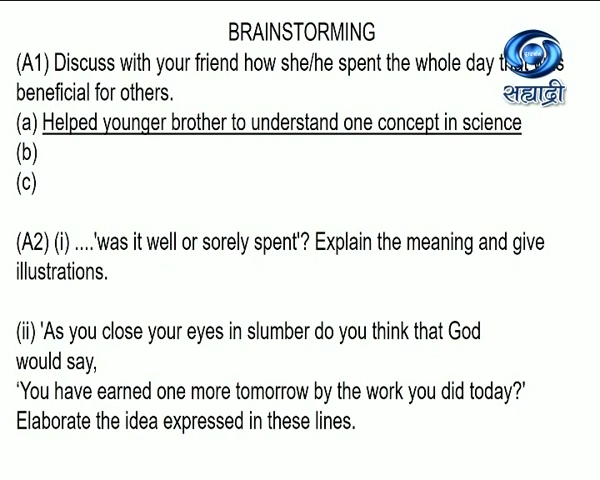 BRAINSTORMING
(A1) Discuss with your friend how she/he spent the whole day
beneficial for others.
(a) Helped younger brother to understand one concept in science
(b)
(c)
(A2) (i) ....'was it well or sorely spent'? Explain the meaning and give
illustrations.
(ii) 'As you close your eyes in slumber do you think that God
would say,
‘You have earned one more tomorrow by the work you did today?'
Elaborate the idea expressed in these lines.
सह्याद्री